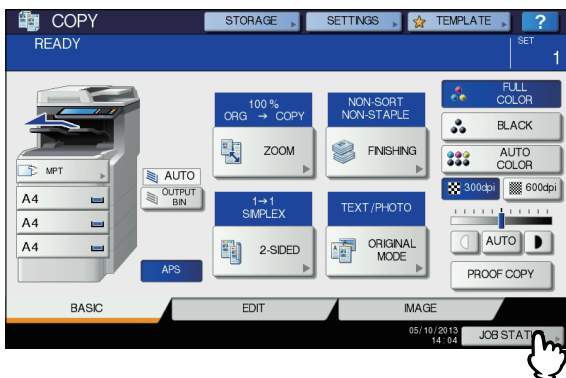 COPY
STORAGE
SETTINGS
TEMPLATE
?
READY
SET
1
100 %
ORG → COPY
ZOOM
NON-SORT
NON-STAPLE
FINISHING
FULL
COLOR
BLACK
AUTO
COLOR
300dpi
600dpi
MPT
A4
A4
A4
AUTO
OUTPUT
BIN
APS
1→1
SIMPLEX
2-SIDED
TEXT/PHOTO
ORIGINAL
MODE
AUTO
PROOF COPY
BASIC
EDIT
IMAGE
05/10/2013
14:04
JOB STATU